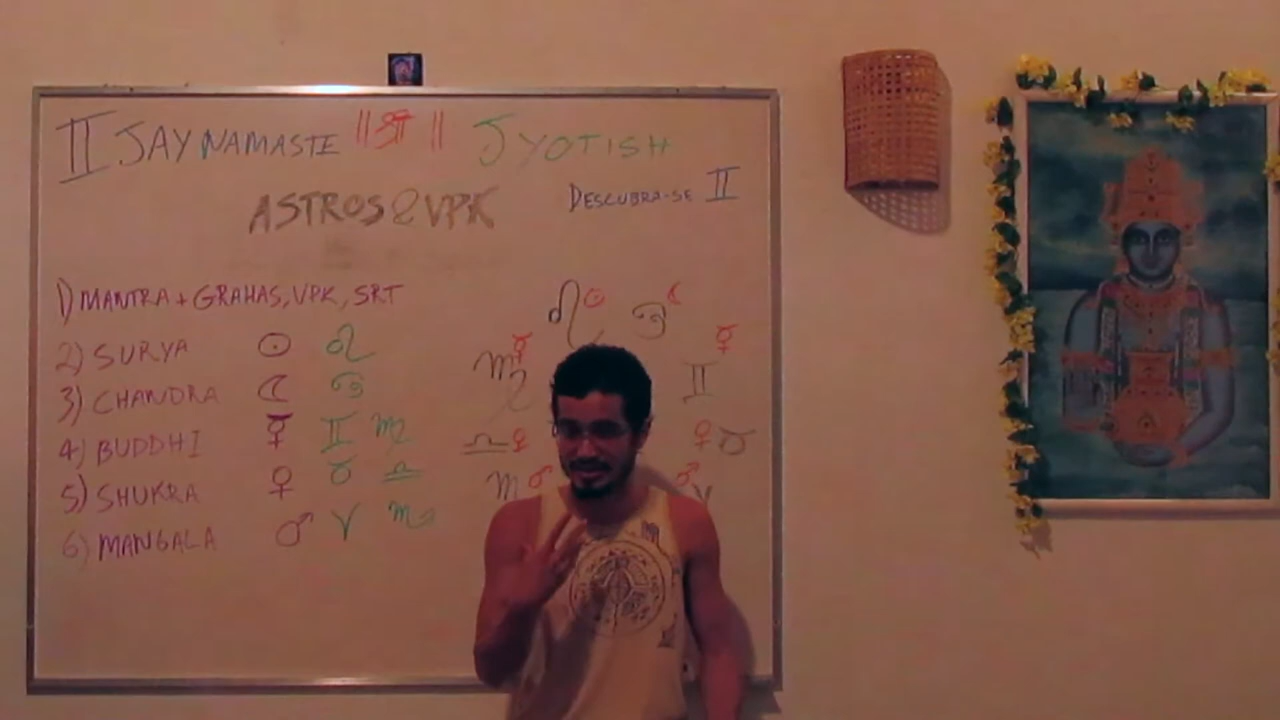 II JAY NAMASTE ॥ श्री ॥ JYOTISH
ASTROS & VPK DESCUBRA-SE II
1) MANTRA + GRAHAS, VPK, SRT
2) SURYA ☉ ♌
3) CHANDRA ☾ ♋
4) BUDDHI ☿ ♊ ♍
5) SHUKRA ♀ ♉ ♎
6) MANGALA ♂ ♈ ♏
♌ ☉ ♋ ☾
♍ ☿ ♊ ☿
♎ ♀ ♀ ♉
♏ ♂ ♂ ♈